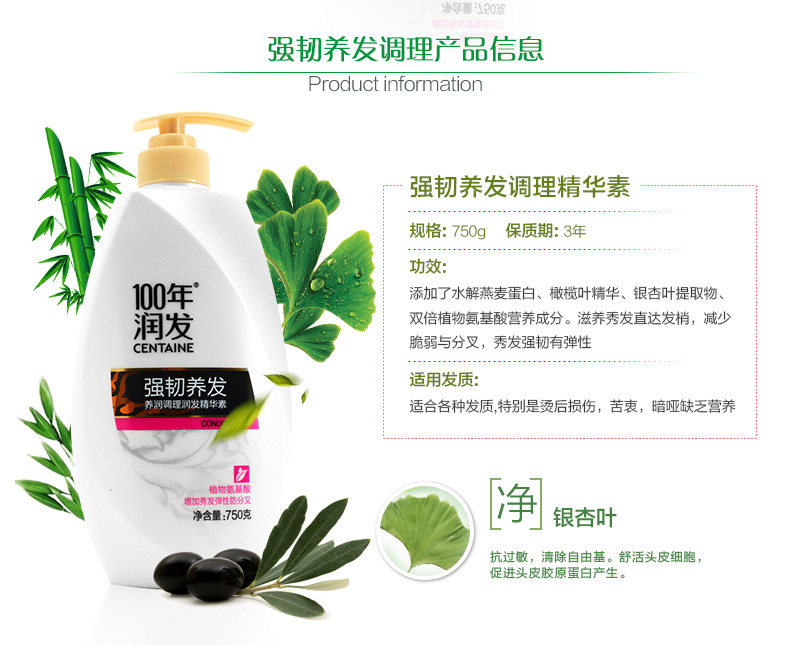 强韧养发调理产品信息
Product information
强韧养发调理精华素
规格: 750g 保质期: 3年
功效:
添加了水解燕麦蛋白、橄榄叶精华、银杏叶提取物、
双倍植物氨基酸营养成分。滋养秀发直达发梢，减少
脆弱与分叉，秀发强韧有弹性
适用发质:
适合各种发质,特别是烫后损伤，苦衷，暗哑缺乏营养
100年®
润发
CENTAINE
强韧养发
养润调理润发精华素
植物氨基酸
增加秀发弹性防分叉
净含量:750克
净 银杏叶
抗过敏，清除自由基。舒活头皮细胞，
促进头皮胶原蛋白产生。